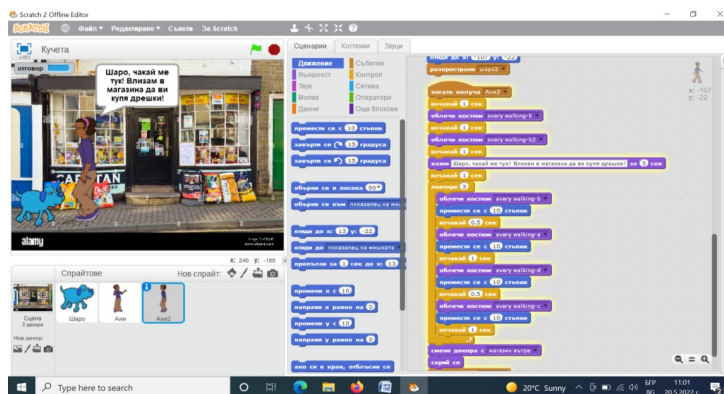 Scratch 2 Offline Editor
SCRATCH Файл Редактиране Съвети За Scratch
Кучета
отговор
Шаро, чакай ме
тук! Влизам в
магазина да ви
купя дрешки!
CAPTAIN
alamy
x: 240 y: -180
Спрайтове
Нов спрайт:
Сцена
3 декора
Нов декор:
Шаро
Ани
Ани2
Сценарии Костюми Звуци
Движение Събития
Външност Контрол
Звук Сетива
Молив Оператори
Данни Още блокове
премести се с 10 стъпки
завърти се 15 градуса
завърти се 15 градуса
обърни се в посока 90
обърни се към показалец на
отиди до x: 13 y: -22
отиди до показалец на мишката
плъзни за 1 сек до x: 13
промени x с 10
направи x равно на 0
промени y с 10
направи y равно на 0
ако си в края, отблъсни се
отиди до x: -107 y: -22
разпространи
когато получа Ани3
изчакай 1 сек
облечи костюм avery walking-b
изчакай 1 сек
облечи костюм avery walking-b2
изчакай 1 сек
кажи Шаро, чакай ме тук! Влизам в магазина да ви купя дрешки! за сек
изчакай 1 сек
повтори
облечи костюм avery walking-b
премести се с 10 стъпки
изчакай 0.5 сек
облечи костюм avery walking-a
премести се с 10 стъпки
изчакай 1 сек
облечи костюм avery walking-d
премести се с 10 стъпки
изчакай 0.5 сек
облечи костюм avery walking-c
премести се с 10 стъпки
изчакай 1 сек
смени декора с магазин вътре
скрий се
x: -107
y: -22
Type here to search
20°C Sunny
БГР
BG
11:01
20.5.2022 г.